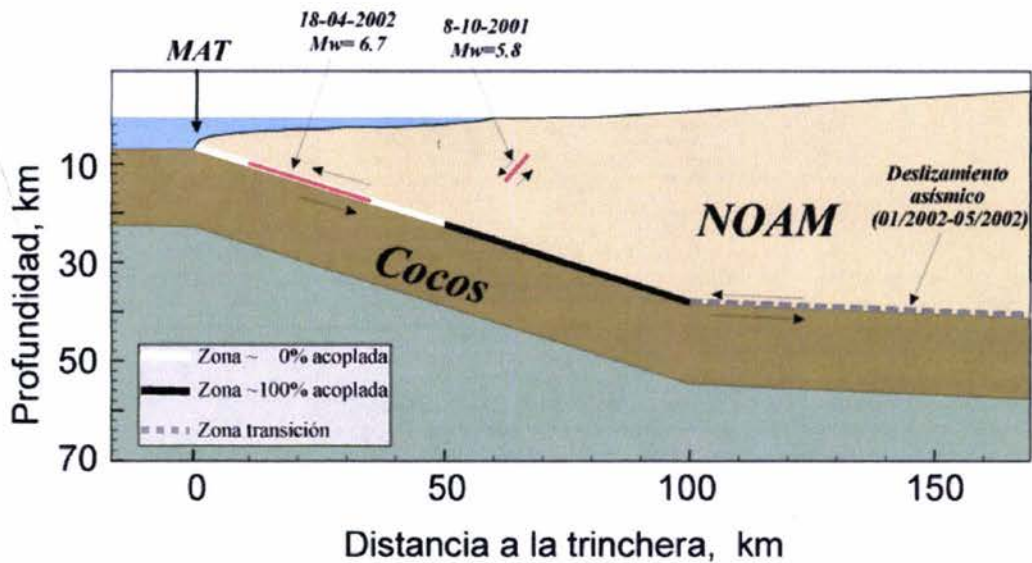 18-04-2002
Mw= 6.7
8-10-2001
Mw=5.8
MAT
10
30
50
70
Profundidad, km
NOAM
Deslizamiento
asísmico
(01/2002-05/2002)
Cocos
Zona ~ 0% acoplada
Zona ~100% acoplada
Zona transición
0
50
100
150
Distancia a la trinchera, km